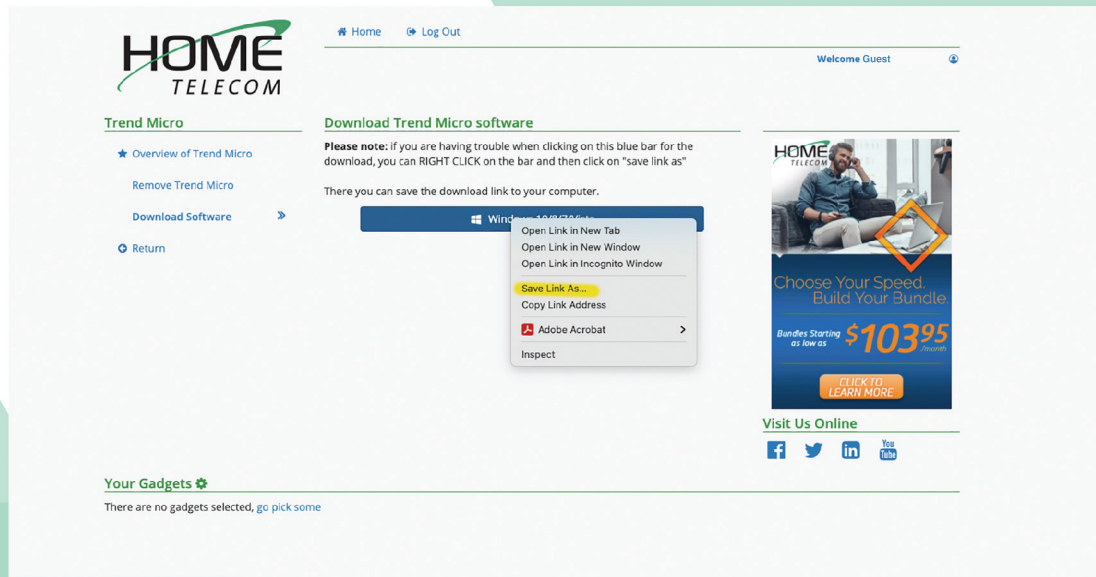 HOME
TELECOM
Home
Log Out
Welcome Guest
Trend Micro
Overview of Trend Micro
Remove Trend Micro
Download Software
Return
Download Trend Micro software
Please note: if you are having trouble when clicking on this blue bar for the
download, you can RIGHT CLICK on the bar and then click on "save link as"
There you can save the download link to your computer.
Open Link in New Tab
Open Link in New Window
Open Link in Incognito Window
Save Link As...
Copy Link Address
Adobe Acrobat
Inspect
HOME
TELECOM
Choose Your Speed.
Build Your Bundle.
Bundles Starting
as low as
$10395
/month
CLICK TO
LEARN MORE
Visit Us Online
f
in
You
Tube
Your Gadgets
There are no gadgets selected, go pick some